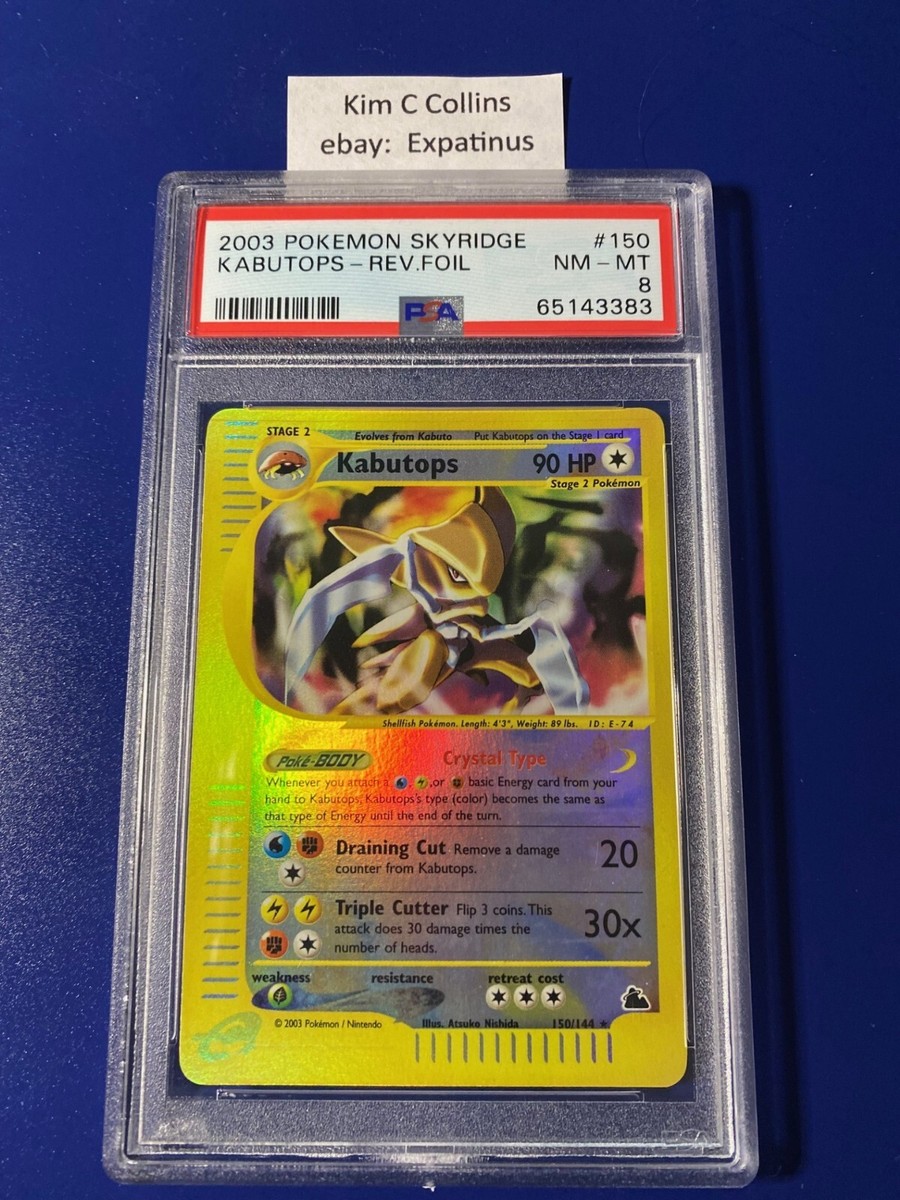 Kim C Collins
ebay: Expatinus
2003 POKEMON SKYRIDGE #150
KABUTOPS - REV.FOIL NM - MT
8
PSA 65143383
STAGE 2 Evolves from Kabuto Put Kabutops on the Stage 1 card
Kabutops 90 HP
Stage 2 Pokémon
Shellfish Pokémon. Length: 4'3", Weight: 89 lbs. ID: E-74
Poké-BODY Crystal Type
Whenever you attach a , , or basic Energy card from your
hand to Kabutops, Kabutops's type (color) becomes the same as
that type of Energy until the end of the turn.
Draining Cut Remove a damage 20
counter from Kabutops.
Triple Cutter Flip 3 coins. This 30x
attack does 30 damage times the
number of heads.
weakness resistance retreat cost
© 2003 Pokémon / Nintendo Illus. Atsuko Nishida 150/144 ★